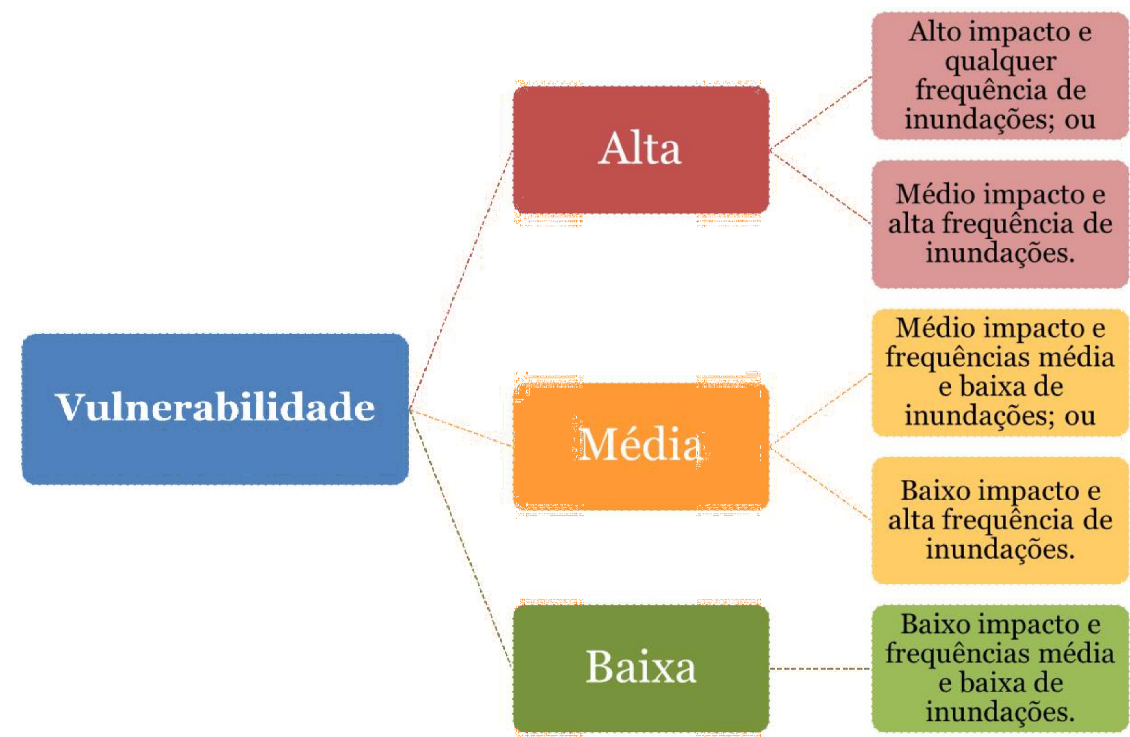 Vulnerabilidade
Alta
Alto impacto e
qualquer
frequência de
inundações; ou
Médio impacto e
alta frequência de
inundações.
Média
Médio impacto e
frequências média
e baixa de
inundações; ou
Baixo impacto e
alta frequência de
inundações.
Baixa
Baixo impacto e
frequências média
e baixa de
inundações.